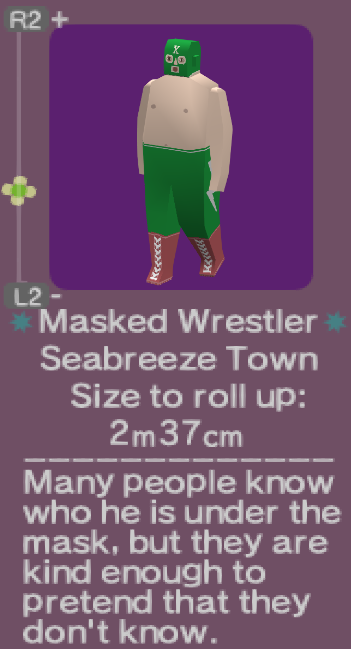 R2 +
L2 -
Masked Wrestler
Seabreeze Town
Size to roll up:
2m37cm
Many people know
who he is under the
mask, but they are
kind enough to
pretend that they
don't know.